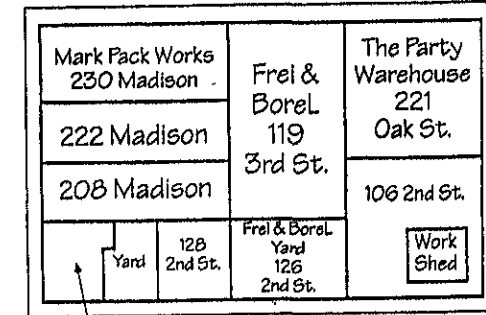 Mark Pack Works
230 Madison
222 Madison
208 Madison
Frei &
Borel
119
3rd St.
The Party
Warehouse
221
Oak St.
106 2nd St.
Work
Shed
Yard
128
2nd St.
Frei & Borel
Yard
126
2nd St.